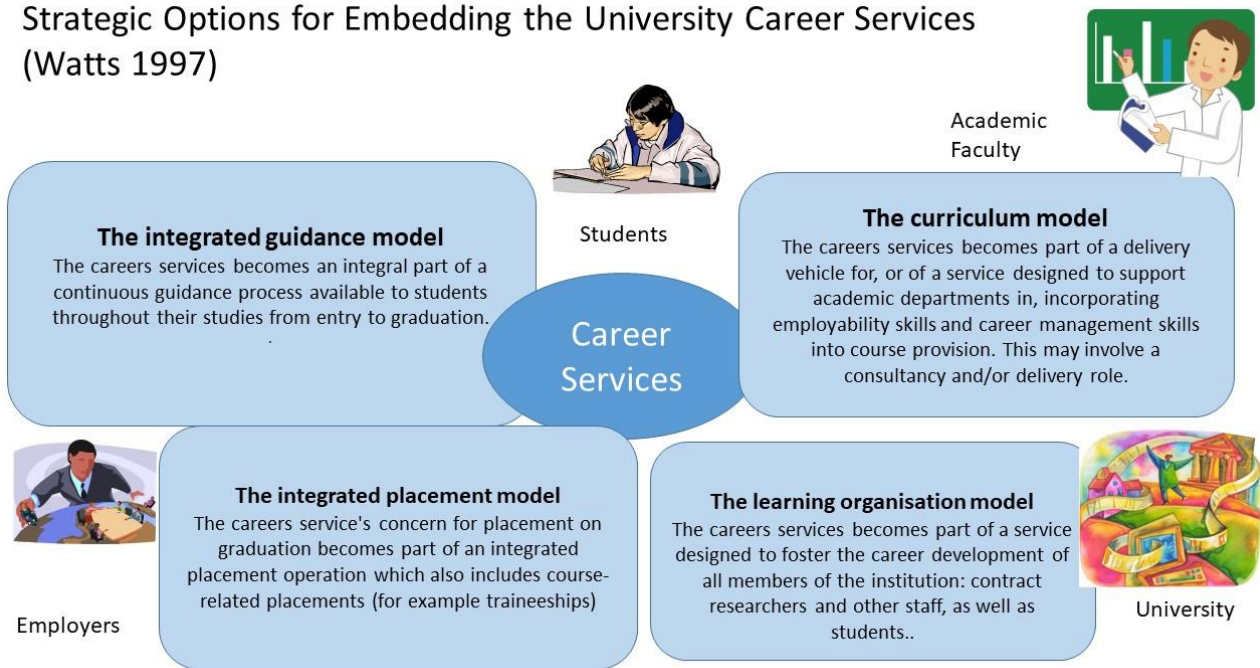 Strategic Options for Embedding the University Career Services
(Watts 1997)
Academic
Faculty
Students
The integrated guidance model
The careers services becomes an integral part of a
continuous guidance process available to students
throughout their studies from entry to graduation.
.
The curriculum model
The careers services becomes part of a delivery
vehicle for, or of a service designed to support
academic departments in, incorporating
employability skills and career management skills
into course provision. This may involve a
consultancy and/or delivery role.
Career
Services
The integrated placement model
The careers service's concern for placement on
graduation becomes part of an integrated
placement operation which also includes course-
related placements (for example traineeships)
Employers
The learning organisation model
The careers services becomes part of a service
designed to foster the career development of
all members of the institution: contract
researchers and other staff, as well as
students..
University